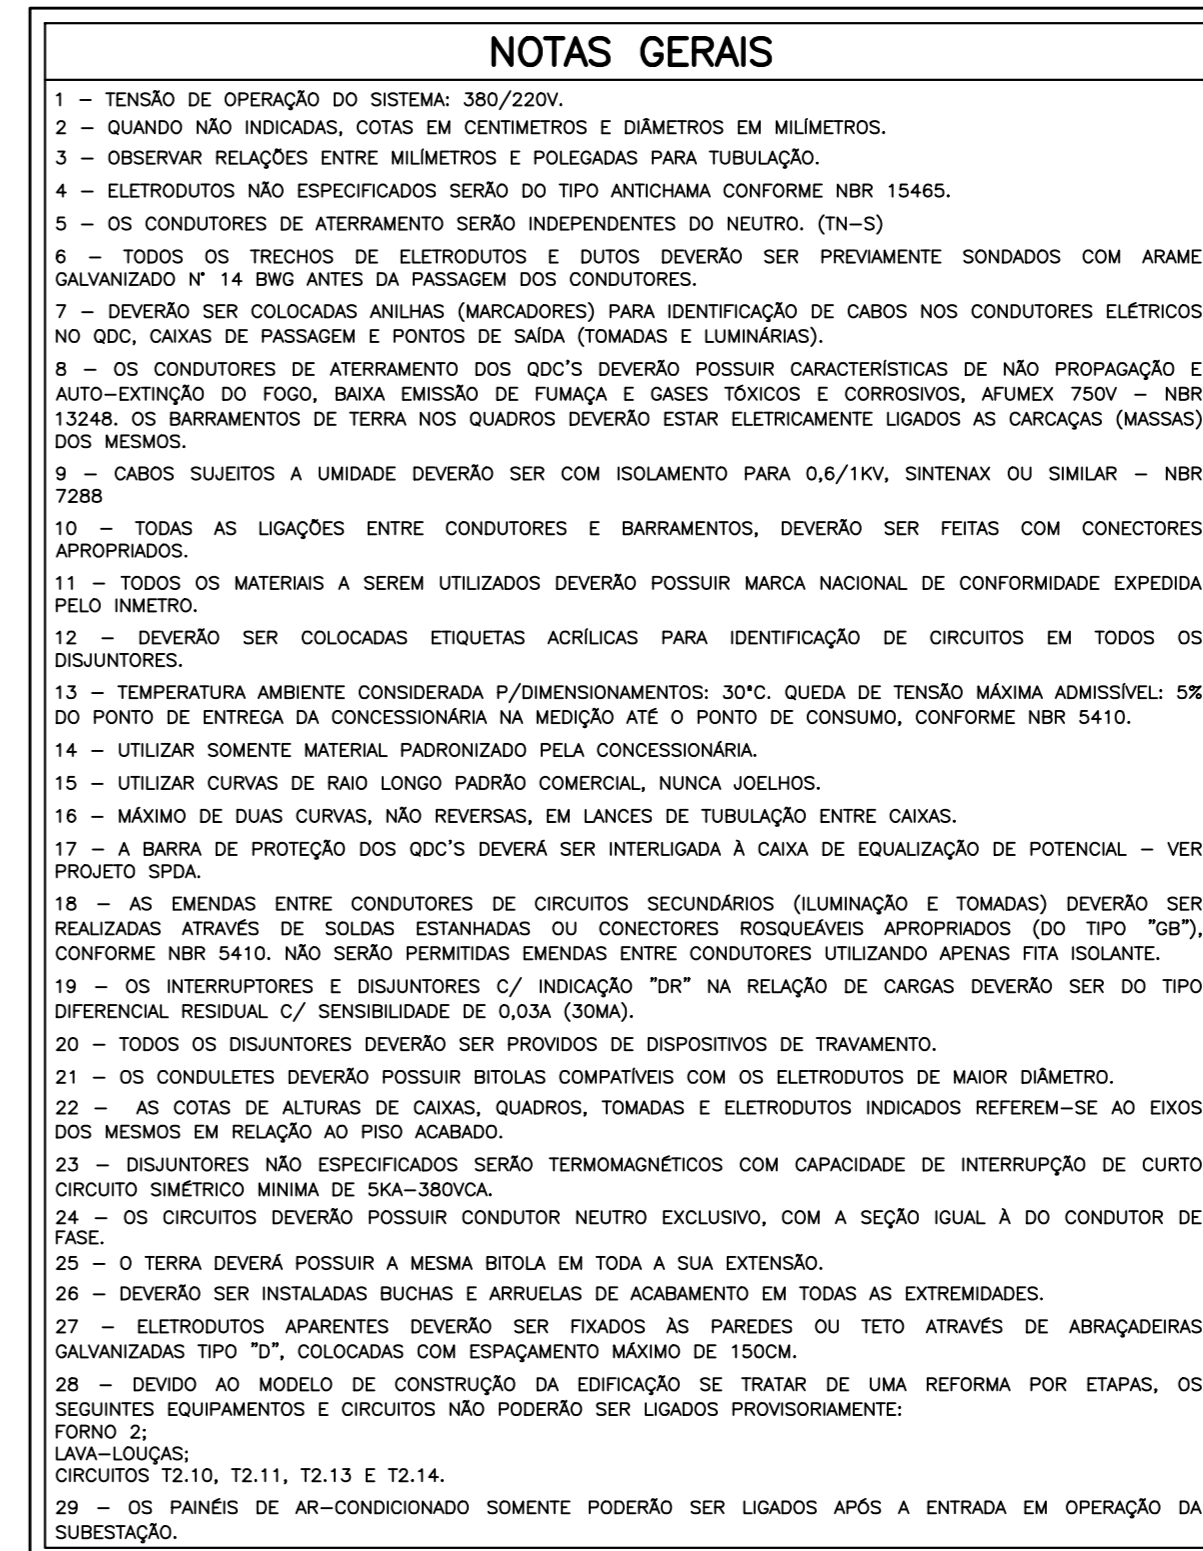 NOTAS GERAIS
1 – TENSÃO DE OPERAÇÃO DO SISTEMA: 380/220V.
2 – QUANDO NÃO INDICADAS, COTAS EM CENTIMETROS E DIÂMETROS EM MILÍMETROS.
3 – OBSERVAR RELAÇÕES ENTRE MILÍMETROS E POLEGADAS PARA TUBULAÇÃO.
4 – ELETRODUTOS NÃO ESPECIFICADOS SERÃO DO TIPO ANTICHAMA CONFORME NBR 15465.
5 – OS CONDUTORES DE ATERRAMENTO SERÃO INDEPENDENTES DO NEUTRO. (TN–S)
6 – TODOS OS TRECHOS DE ELETRODUTOS E DUTOS DEVERÃO SER PREVIAMENTE SONDADOS COM ARAME
GALVANIZADO N° 14 BWG ANTES DA PASSAGEM DOS CONDUTORES.
7 – DEVERÃO SER COLOCADAS ANILHAS (MARCADORES) PARA IDENTIFICAÇÃO DE CABOS NOS CONDUTORES ELÉTRICOS
NO QDC, CAIXAS DE PASSAGEM E PONTOS DE SAÍDA (TOMADAS E LUMINÁRIAS).
8 – OS CONDUTORES DE ATERRAMENTO DOS QDC'S DEVERÃO POSSUIR CARACTERÍSTICAS DE NÃO PROPAGAÇÃO E
AUTO–EXTINÇÃO DO FOGO, BAIXA EMISSÃO DE FUMAÇA E GASES TÓXICOS E CORROSIVOS, AFUMEX 750V – NBR
13248. OS BARRAMENTOS DE TERRA NOS QUADROS DEVERÃO ESTAR ELETRICAMENTE LIGADOS AS CARCAÇAS (MASSAS)
DOS MESMOS.
9 – CABOS SUJEITOS A UMIDADE DEVERÃO SER COM ISOLAMENTO PARA 0,6/1KV, SINTENAX OU SIMILAR – NBR
7288
10 – TODAS AS LIGAÇÕES ENTRE CONDUTORES E BARRAMENTOS, DEVERÃO SER FEITAS COM CONECTORES
APROPRIADOS.
11 – TODOS OS MATERIAIS A SEREM UTILIZADOS DEVERÃO POSSUIR MARCA NACIONAL DE CONFORMIDADE EXPEDIDA
PELO INMETRO.
12 – DEVERÃO SER COLOCADAS ETIQUETAS ACRÍLICAS PARA IDENTIFICAÇÃO DE CIRCUITOS EM TODOS OS
DISJUNTORES.
13 – TEMPERATURA AMBIENTE CONSIDERADA P/DIMENSIONAMENTOS: 30°C. QUEDA DE TENSÃO MÁXIMA ADMISSÍVEL: 5%
DO PONTO DE ENTREGA DA CONCESSIONÁRIA NA MEDIÇÃO ATÉ O PONTO DE CONSUMO, CONFORME NBR 5410.
14 – UTILIZAR SOMENTE MATERIAL PADRONIZADO PELA CONCESSIONÁRIA.
15 – UTILIZAR CURVAS DE RAIO LONGO PADRÃO COMERCIAL, NUNCA JOELHOS.
16 – MÁXIMO DE DUAS CURVAS, NÃO REVERSAS, EM LANCES DE TUBULAÇÃO ENTRE CAIXAS.
17 – A BARRA DE PROTEÇÃO DOS QDC'S DEVERÁ SER INTERLIGADA À CAIXA DE EQUALIZAÇÃO DE POTENCIAL – VER
PROJETO SPDA.
18 – AS EMENDAS ENTRE CONDUTORES DE CIRCUITOS SECUNDÁRIOS (ILUMINAÇÃO E TOMADAS) DEVERÃO SER
REALIZADAS ATRAVÉS DE SOLDAS ESTANHADAS OU CONECTORES ROSQUEÁVEIS APROPRIADOS (DO TIPO "GB"),
CONFORME NBR 5410. NÃO SERÃO PERMITIDAS EMENDAS ENTRE CONDUTORES UTILIZANDO APENAS FITA ISOLANTE.
19 – OS INTERRUPTORES E DISJUNTORES C/ INDICAÇÃO "DR" NA RELAÇÃO DE CARGAS DEVERÃO SER DO TIPO
DIFERENCIAL RESIDUAL C/ SENSIBILIDADE DE 0,03A (30MA).
20 – TODOS OS DISJUNTORES DEVERÃO SER PROVIDOS DE DISPOSITIVOS DE TRAVAMENTO.
21 – OS CONDULETES DEVERÃO POSSUIR BITOLAS COMPATÍVEIS COM OS ELETRODUTOS DE MAIOR DIÂMETRO.
22 – AS COTAS DE ALTURAS DE CAIXAS, QUADROS, TOMADAS E ELETRODUTOS INDICADOS REFEREM–SE AO EIXOS
DOS MESMOS EM RELAÇÃO AO PISO ACABADO.
23 – DISJUNTORES NÃO ESPECIFICADOS SERÃO TERMOMAGNÉTICOS COM CAPACIDADE DE INTERRUPÇÃO DE CURTO
CIRCUITO SIMÉTRICO MINIMA DE 5KA–380VCA.
24 – OS CIRCUITOS DEVERÃO POSSUIR CONDUTOR NEUTRO EXCLUSIVO, COM A SEÇÃO IGUAL À DO CONDUTOR DE
FASE.
25 – O TERRA DEVERÁ POSSUIR A MESMA BITOLA EM TODA A SUA EXTENSÃO.
26 – DEVERÃO SER INSTALADAS BUCHAS E ARRUELAS DE ACABAMENTO EM TODAS AS EXTREMIDADES.
27 – ELETRODUTOS APARENTES DEVERÃO SER FIXADOS ÀS PAREDES OU TETO ATRAVÉS DE ABRAÇADEIRAS
GALVANIZADAS TIPO "D", COLOCADAS COM ESPAÇAMENTO MÁXIMO DE 150CM.
28 – DEVIDO AO MODELO DE CONSTRUÇÃO DA EDIFICAÇÃO SE TRATAR DE UMA REFORMA POR ETAPAS, OS
SEGUINTES EQUIPAMENTOS E CIRCUITOS NÃO PODERÃO SER LIGADOS PROVISORIAMENTE:
FORNO 2;
LAVA–LOUÇAS;
CIRCUITOS T2.10, T2.11, T2.13 E T2.14.
29 – OS PAINÉIS DE AR–CONDICIONADO SOMENTE PODERÃO SER LIGADOS APÓS A ENTRADA EM OPERAÇÃO DA
SUBESTAÇÃO.